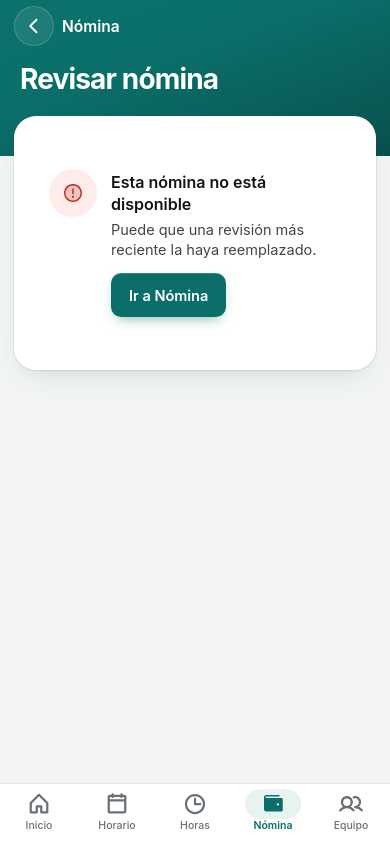 Nómina
Revisar nómina
Esta nómina no está
disponible
Puede que una revisión más
reciente la haya reemplazado.
Ir a Nómina
Inicio
Horario
Horas
Nómina
Equipo